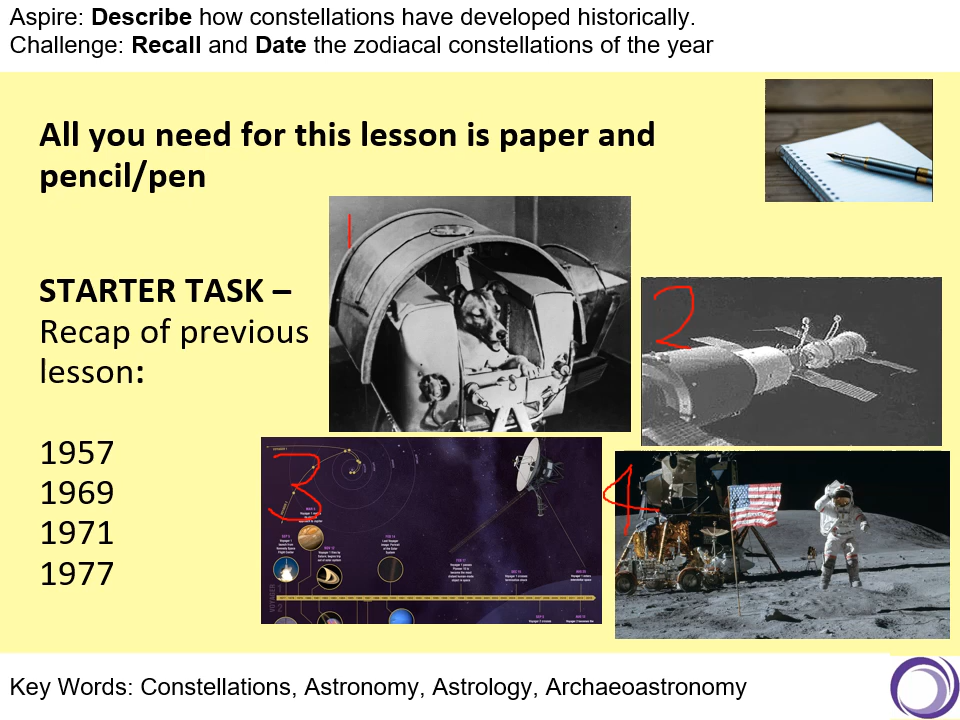 Aspire: Describe how constellations have developed historically.
Challenge: Recall and Date the zodiacal constellations of the year
All you need for this lesson is paper and
pencil/pen
STARTER TASK –
Recap of previous
lesson:
1957
1969
1971
1977
1
2
3
4
Key Words: Constellations, Astronomy, Astrology, Archaeoastronomy